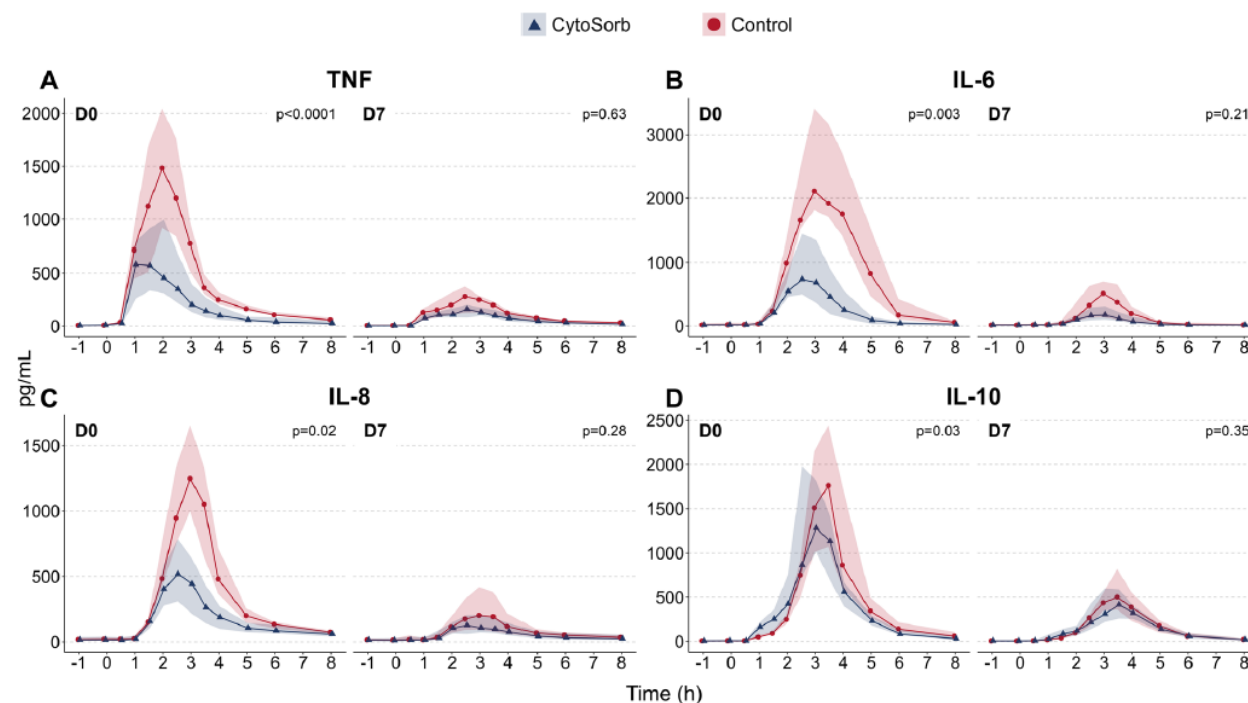 CytoSorb Control
A TNF
B IL-6
D0 p<0.0001 D7 p=0.63
D0 p=0.003 D7 p=0.21
2000
1500
1000
500
0
3000
2000
1000
0
-1 0 1 2 3 4 5 6 7 8 -1 0 1 2 3 4 5 6 7 8
-1 0 1 2 3 4 5 6 7 8 -1 0 1 2 3 4 5 6 7 8
pg/mL
C IL-8
D IL-10
D0 p=0.02 D7 p=0.28
D0 p=0.03 D7 p=0.35
1500
1000
500
0
2500
2000
1500
1000
500
0
-1 0 1 2 3 4 5 6 7 8 -1 0 1 2 3 4 5 6 7 8
-1 0 1 2 3 4 5 6 7 8 -1 0 1 2 3 4 5 6 7 8
Time (h)